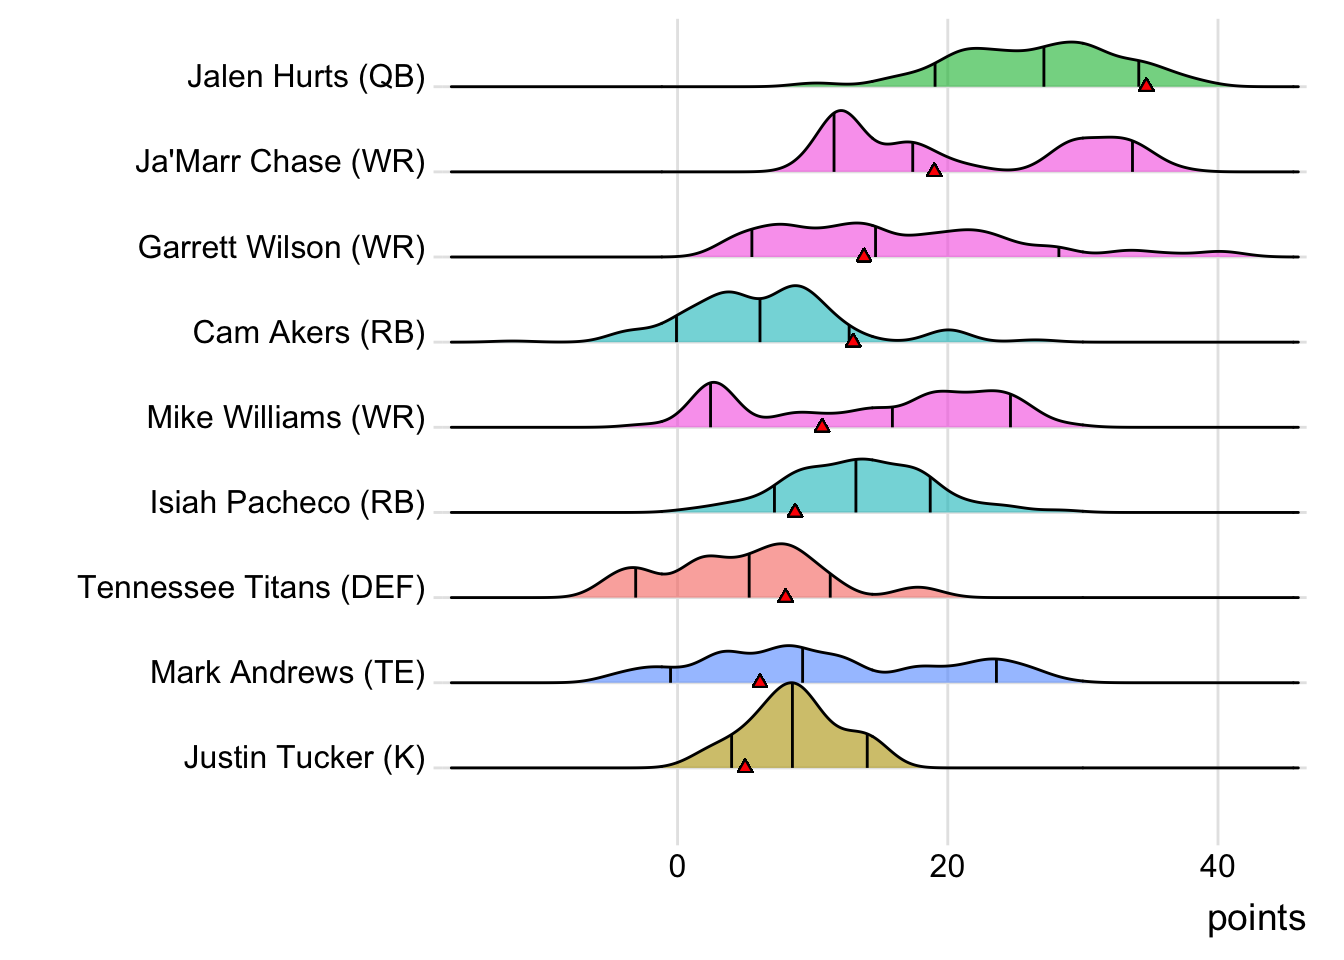 Jalen Hurts (QB)
Ja'Marr Chase (WR)
Garrett Wilson (WR)
Cam Akers (RB)
Mike Williams (WR)
Isiah Pacheco (RB)
Tennessee Titans (DEF)
Mark Andrews (TE)
Justin Tucker (K)
0 20 40
points